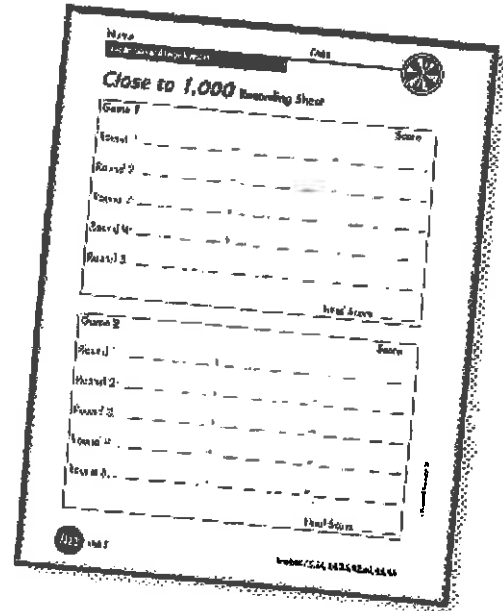 Name Date
Close to 1,000 Recording Sheet
Game 1 Score
Round 1:
Round 2:
Round 3:
Round 4:
Round 5:
Final Score
Game 2 Score
Round 1:
Round 2:
Round 3:
Round 4:
Round 5:
Final Score
Unit 5